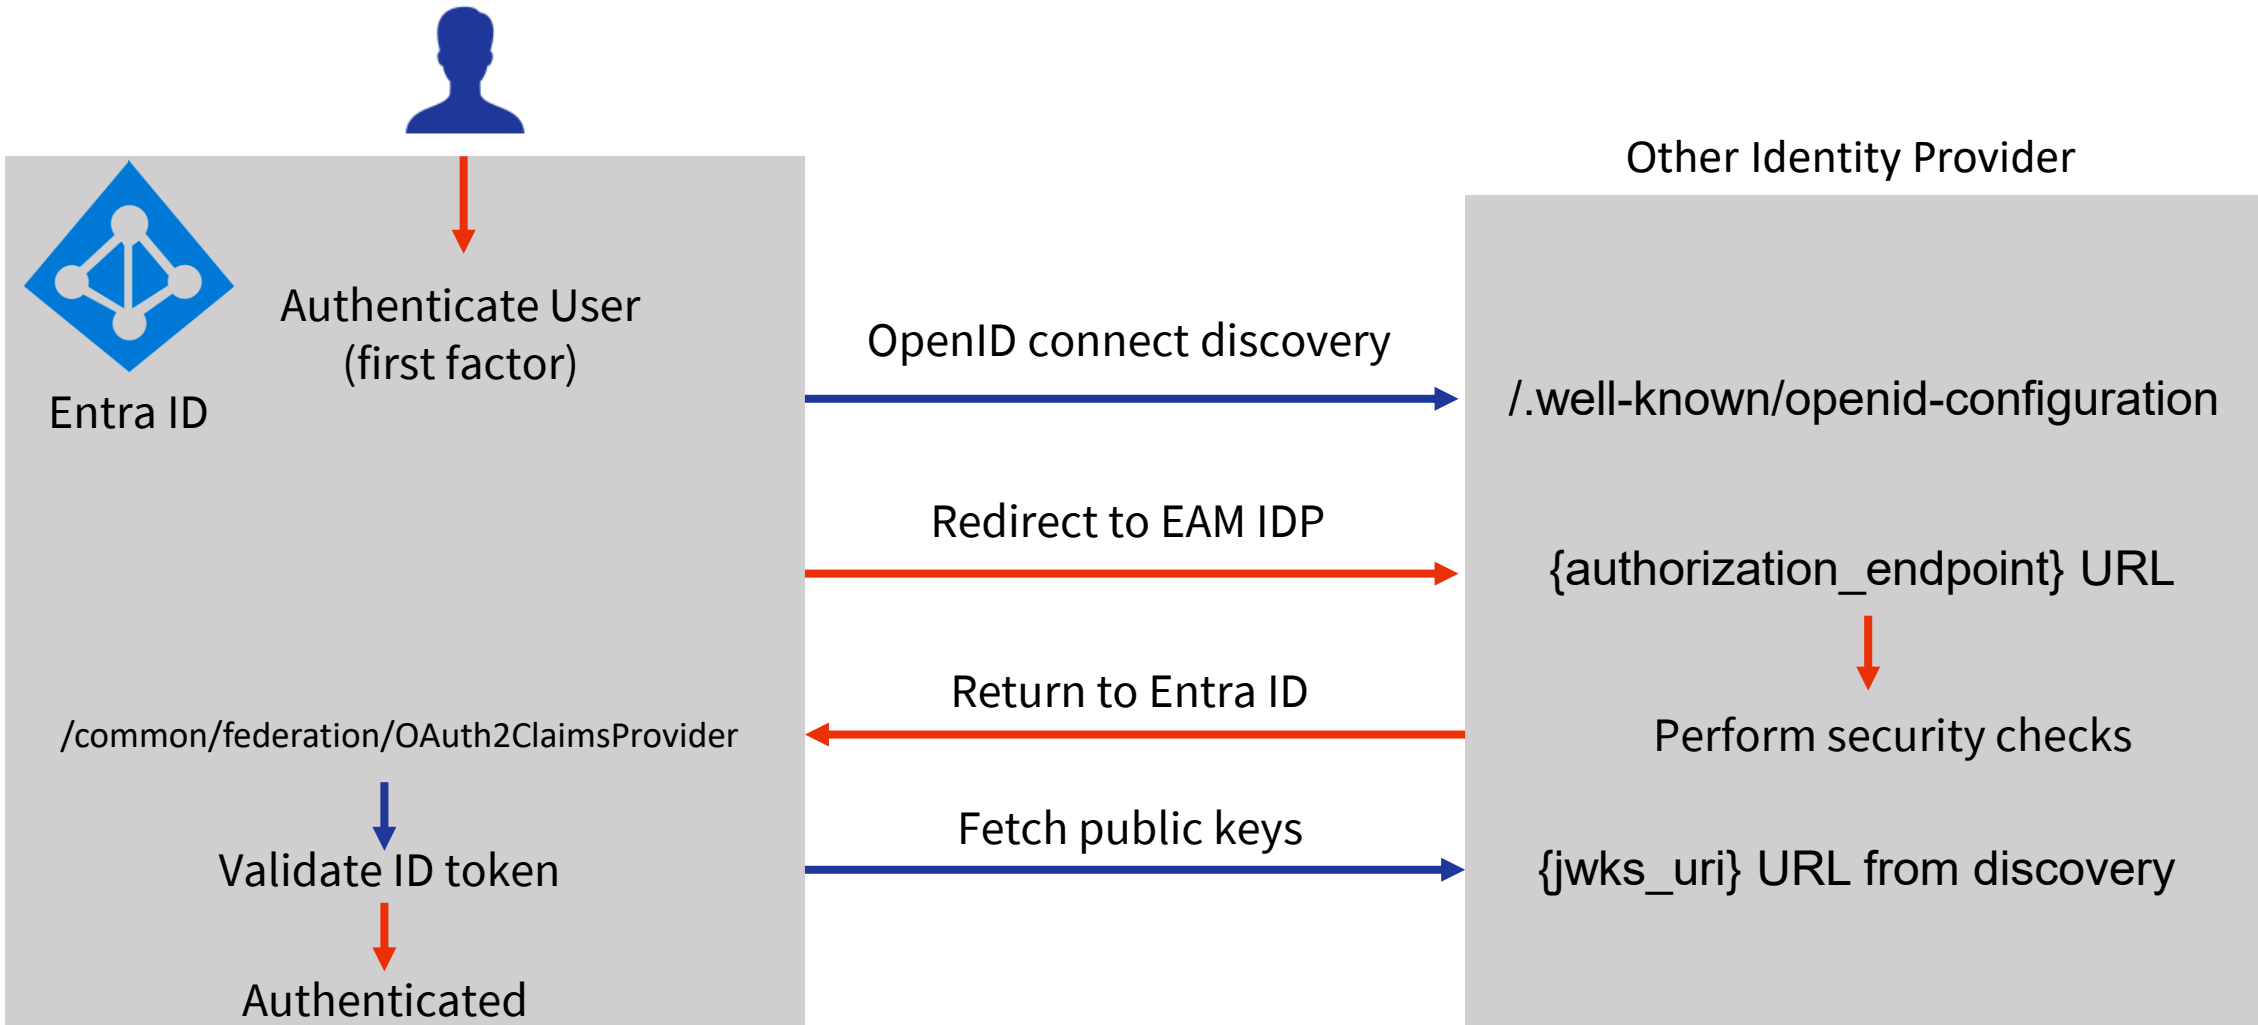 Other Identity Provider
Entra ID
Authenticate User
(first factor)
OpenID connect discovery
/.well-known/openid-configuration
Redirect to EAM IDP
{authorization_endpoint} URL
Return to Entra ID
/common/federation/OAuth2ClaimsProvider
Perform security checks
Fetch public keys
Validate ID token
{jwks_uri} URL from discovery
Authenticated